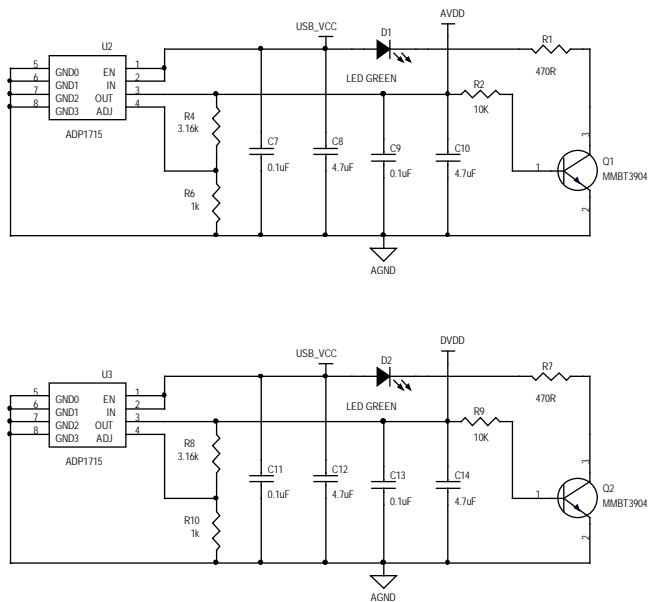 USB_VCC
AVDD
U2
D1
R1
5
GND0
EN
1
6
GND1
IN
2
7
GND2
OUT
3
8
GND3
ADJ
4
ADP1715
LED GREEN
470R
R2
10K
R4
3.16k
C7
0.1uF
C8
4.7uF
C9
0.1uF
C10
4.7uF
3
1
Q1
MMBT3904
2
R6
1k
AGND
USB_VCC
DVDD
U3
D2
R7
5
GND0
EN
1
6
GND1
IN
2
7
GND2
OUT
3
8
GND3
ADJ
4
ADP1715
LED GREEN
470R
R9
10K
R8
3.16k
C11
0.1uF
C12
4.7uF
C13
0.1uF
C14
4.7uF
3
1
Q2
MMBT3904
2
R10
1k
AGND